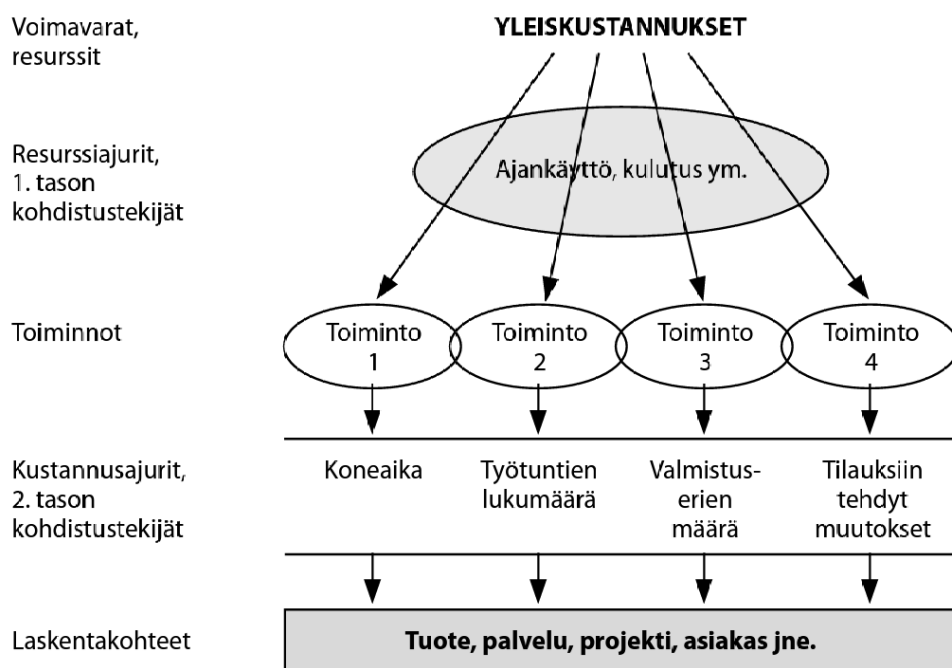 Voimavarat,
resurssit
YLEISKUSTANNUKSET
Resurssiajurit,
1. tason
kohdistustekijät
Ajankäyttö, kulutus ym.
Toiminnot
Toiminto
1
Toiminto
2
Toiminto
3
Toiminto
4
Kustannusajurit,
2. tason
kohdistustekijät
Koneaika
Työtuntien
lukumäärä
Valmistus-
erien
määrä
Tilauksiin
tehdyt
muutokset
Laskentakohteet
Tuote, palvelu, projekti, asiakas jne.